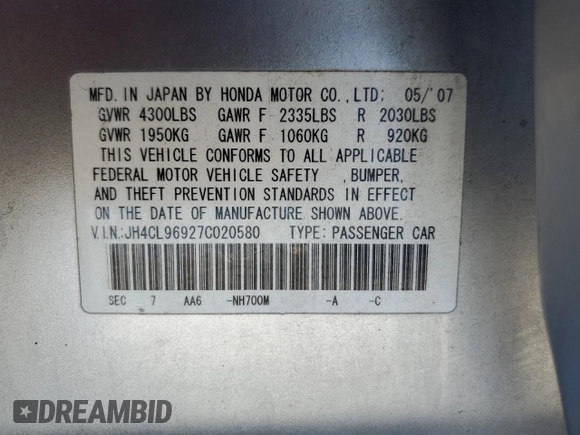 MFD. IN JAPAN BY HONDA MOTOR CO.,LTD; 05/'07
GVWR 4300LBS GAWR F 2335LBS R 2030LBS
GVWR 1950KG GAWR F 1060KG R 920KG
THIS VEHICLE CONFORMS TO ALL APPLICABLE
FEDERAL MOTOR VEHICLE SAFETY ,BUMPER,
AND THEFT PREVENTION STANDARDS IN EFFECT
ON THE DATE OF MANUFACTURE SHOWN ABOVE.
V.I.N:JH4CL96927C020580 TYPE: PASSENGER CAR
SEC 7 AA6 -NH700M -A -C
DREAMBID